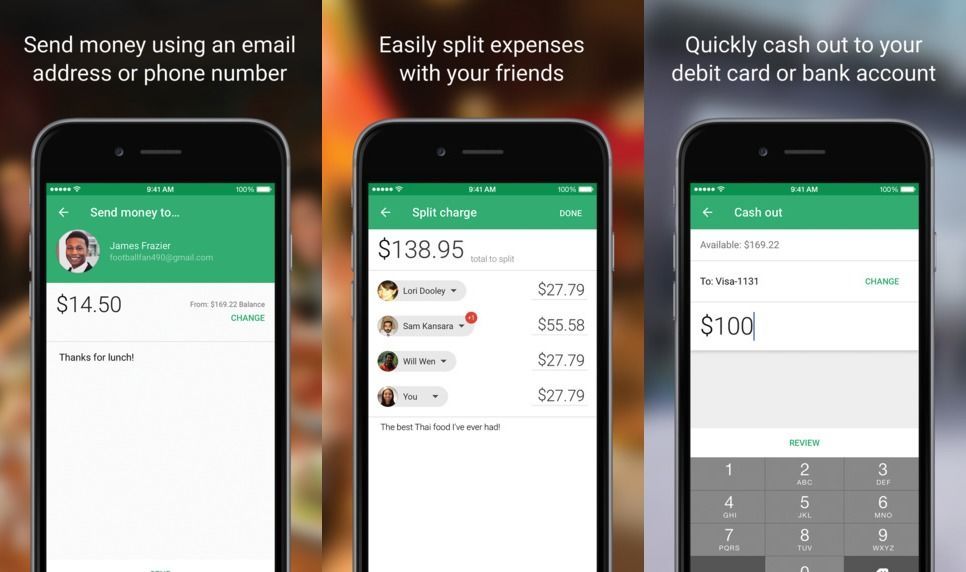 Send money using an email
address or phone number
9:41 AM
100%
Send money to...
James Frazier
footballfan490@gmail.com
$14.50
From: $169.22 Balance
CHANGE
Thanks for lunch!
Easily split expenses
with your friends
9:41 AM
100%
Split charge
DONE
$138.95 total to split
Lori Dooley
$27.79
Sam Kansara
+1
$55.58
Will Wen
$27.79
You
$27.79
The best Thai food I've ever had!
Quickly cash out to your
debit card or bank account
9:41 AM
100%
Cash out
Available: $169.22
To: Visa-1131
CHANGE
$100
REVIEW
1
2
ABC
3
DEF
4
GHI
5
JKL
6
MNO
7
PQRS
8
TUV
9
WXYZ
0